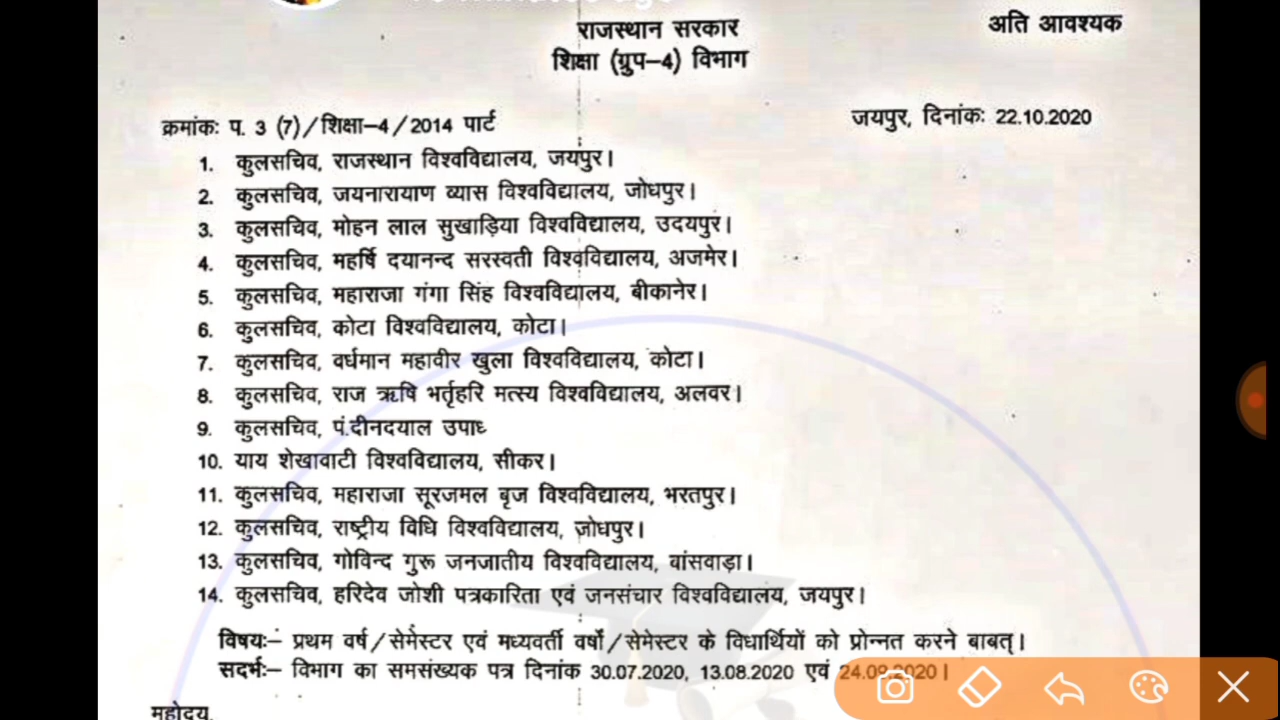 राजस्थान सरकार
अति आवश्यक
शिक्षा (ग्रुप–4) विभाग
क्रमांकः प. 3 (7)/शिक्षा–4/2014 पार्ट
जयपुर, दिनांकः 22.10.2020
1. कुलसचिव, राजस्थान विश्वविद्यालय, जयपुर।
2. कुलसचिव, जयनारायाण व्यास विश्वविद्यालय, जोधपुर।
3. कुलसचिव, मोहन लाल सुखाड़िया विश्वविद्यालय, उदयपुर।
4. कुलसचिव, महर्षि दयानन्द सरस्वती विश्वविद्यालय, अजमेर।
5. कुलसचिव, महाराजा गंगा सिंह विश्वविद्यालय, बीकानेर।
6. कुलसचिव, कोटा विश्वविद्यालय, कोटा।
7. कुलसचिव, वर्धमान महावीर खुला विश्वविद्यालय, कोटा।
8. कुलसचिव, राज ऋषि भर्तृहरि मत्स्य विश्वविद्यालय, अलवर।
9. कुलसचिव, पं.दीनदयाल उपाध्
10. याय शेखावाटी विश्वविद्यालय, सीकर।
11. कुलसचिव, महाराजा सूरजमल बृज विश्वविद्यालय, भरतपुर।
12. कुलसचिव, राष्ट्रीय विधि विश्वविद्यालय, जोधपुर।
13. कुलसचिव, गोविन्द गुरू जनजातीय विश्वविद्यालय, बांसवाड़ा।
14. कुलसचिव, हरिदेव जोशी पत्रकारिता एवं जनसंचार विश्वविद्यालय, जयपुर।
विषयः– प्रथम वर्ष/सेमेस्टर एवं मध्यवर्ती वर्षों/सेमेस्टर के विधार्थियों को प्रोन्नत करने बाबत्।
सदर्भः– विभाग का समसंख्यक पत्र दिनांक 30.07.2020, 13.08.2020 एवं 24.09.2020।
महोदय,